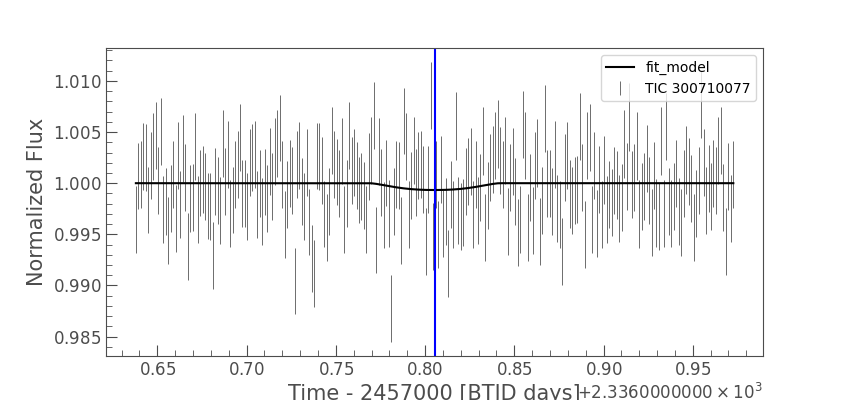 fit_model
TIC 300710077
1.010
1.005
1.000
0.995
0.990
0.985
Normalized Flux
0.65 0.70 0.75 0.80 0.85 0.90 0.95
Time - 2457000 [BTJD days]
+2.3360000000 × 10³